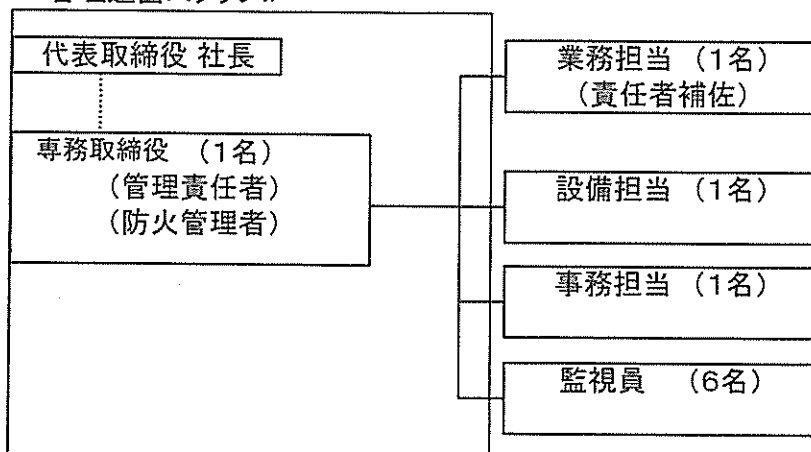 代表取締役 社長
専務取締役 （1名）
（管理責任者）
（防火管理者）
業務担当 （1名）
（責任者補佐）
設備担当 （1名）
事務担当 （1名）
監視員 （6名）